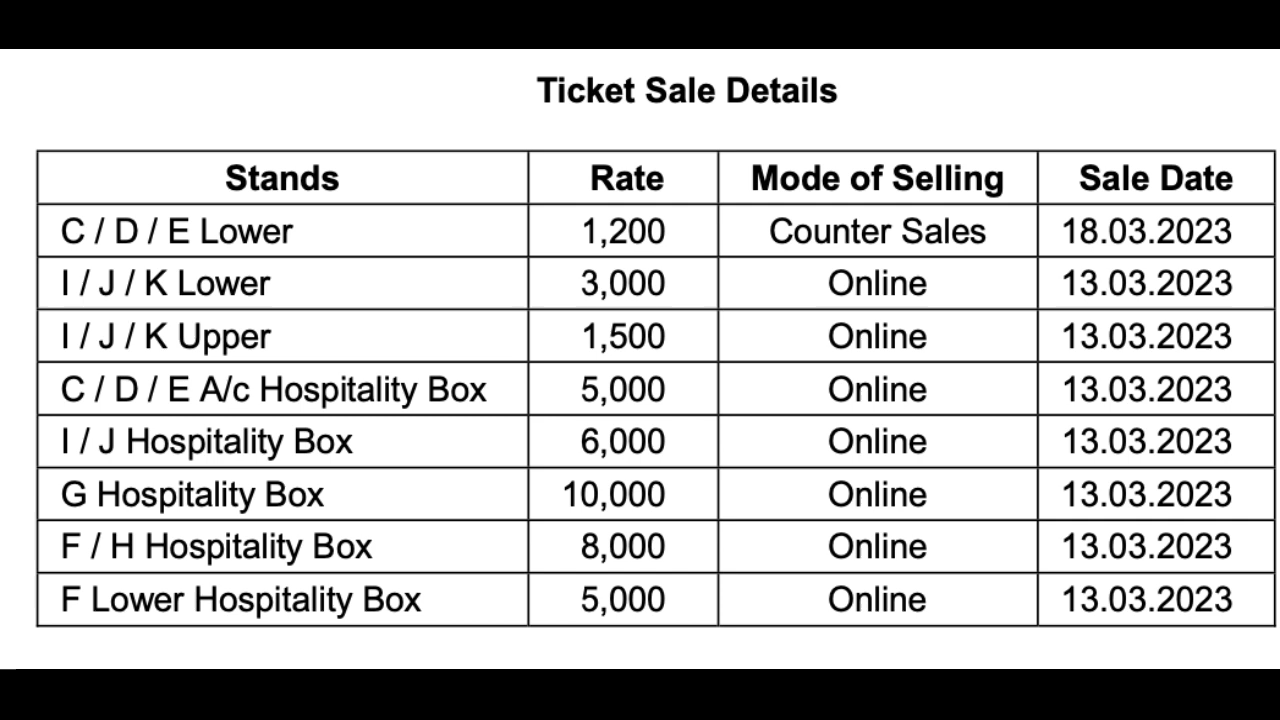 Ticket Sale Details
Stands Rate Mode of Selling Sale Date
C / D / E Lower 1,200 Counter Sales 18.03.2023
I / J / K Lower 3,000 Online 13.03.2023
I / J / K Upper 1,500 Online 13.03.2023
C / D / E A/c Hospitality Box 5,000 Online 13.03.2023
I / J Hospitality Box 6,000 Online 13.03.2023
G Hospitality Box 10,000 Online 13.03.2023
F / H Hospitality Box 8,000 Online 13.03.2023
F Lower Hospitality Box 5,000 Online 13.03.2023